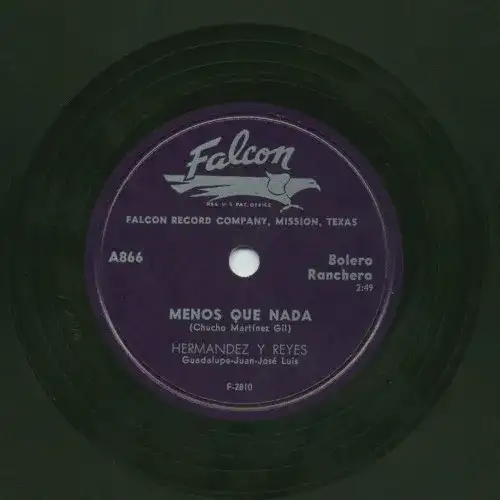 Falcon
REG. U. S. PAT. OFFICE
FALCON RECORD COMPANY, MISSION, TEXAS
A866
Bolero
Ranchera
2:49
MENOS QUE NADA
(Chucho Martínez Gil)
HERMANDEZ Y REYES
Guadalupe-Juan-José Luis
F-2810